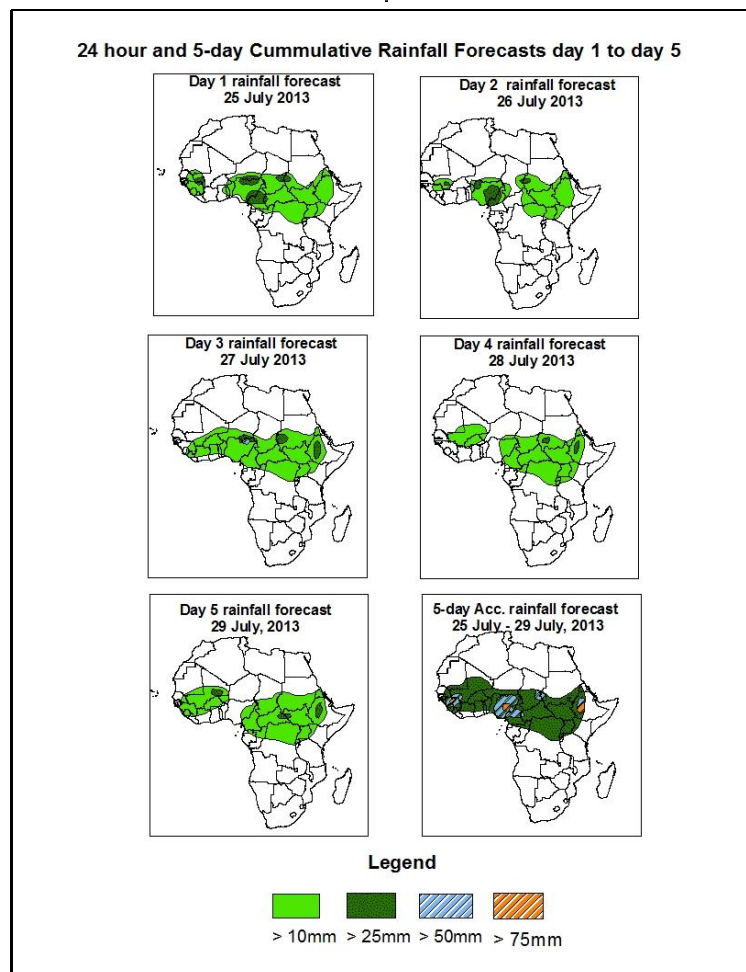 24 hour and 5-day Cummulative Rainfall Forecasts day 1 to day 5
Day 1 rainfall forecast
25 July 2013
Day 2 rainfall forecast
26 July 2013
Day 3 rainfall forecast
27 July 2013
Day 4 rainfall forecast
28 July 2013
Day 5 rainfall forecast
29 July, 2013
5-day Acc. rainfall forecast
25 July - 29 July, 2013
Legend
> 10mm > 25mm > 50mm > 75mm